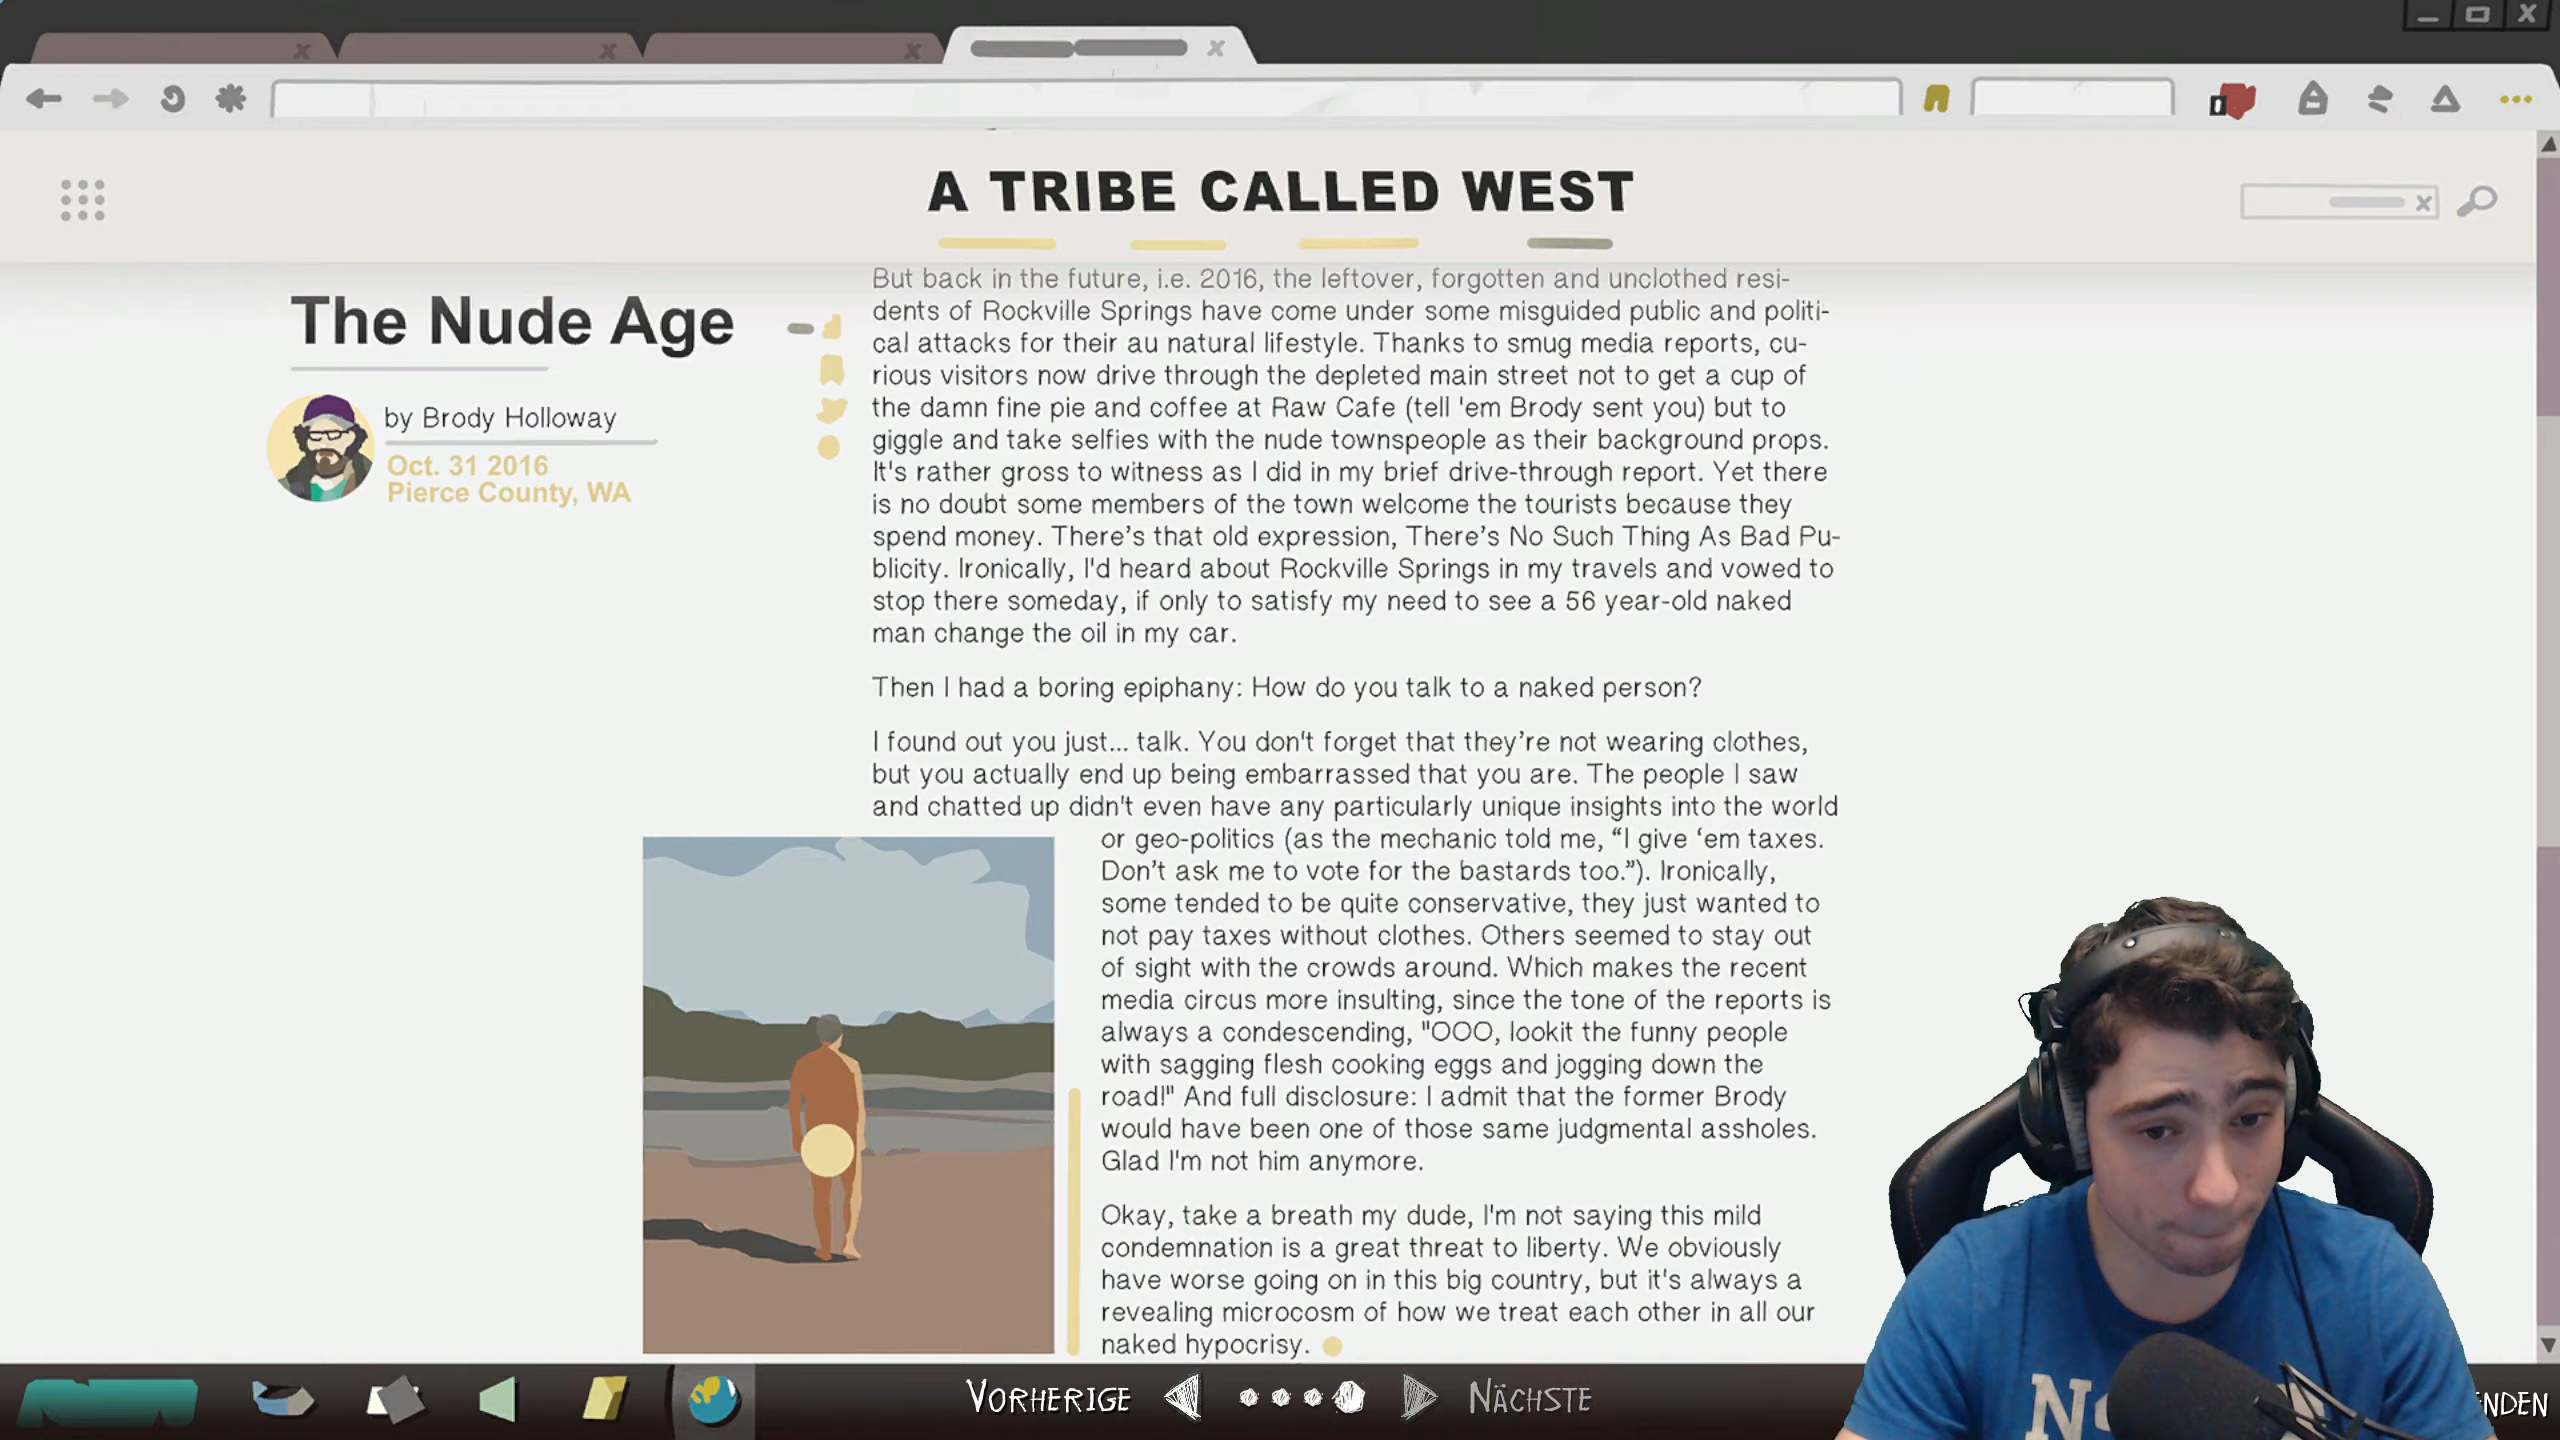 A TRIBE CALLED WEST
The Nude Age
by Brody Holloway
Oct. 31 2016
Pierce County, WA
But back in the future, i.e. 2016, the leftover, forgotten and unclothed resi-
dents of Rockville Springs have come under some misguided public and politi-
cal attacks for their au natural lifestyle. Thanks to smug media reports, cu-
rious visitors now drive through the depleted main street not to get a cup of
the damn fine pie and coffee at Raw Cafe (tell 'em Brody sent you) but to
giggle and take selfies with the nude townspeople as their background props.
It's rather gross to witness as I did in my brief drive-through report. Yet there
is no doubt some members of the town welcome the tourists because they
spend money. There's that old expression, There's No Such Thing As Bad Pu-
blicity. Ironically, I'd heard about Rockville Springs in my travels and vowed to
stop there someday, if only to satisfy my need to see a 56 year-old naked
man change the oil in my car.
Then I had a boring epiphany: How do you talk to a naked person?
I found out you just... talk. You don't forget that they're not wearing clothes,
but you actually end up being embarrassed that you are. The people I saw
and chatted up didn't even have any particularly unique insights into the world
or geo-politics (as the mechanic told me, “I give ‘em taxes.
Don't ask me to vote for the bastards too.”). Ironically,
some tended to be quite conservative, they just wanted to
not pay taxes without clothes. Others seemed to stay out
of sight with the crowds around. Which makes the recent
media circus more insulting, since the tone of the reports is
always a condescending, "OOO, lookit the funny people
with sagging flesh cooking eggs and jogging down the
road!" And full disclosure: I admit that the former Brody
would have been one of those same judgmental assholes.
Glad I'm not him anymore.
Okay, take a breath my dude, I'm not saying this mild
condemnation is a great threat to liberty. We obviously
have worse going on in this big country, but it's always a
revealing microcosm of how we treat each other in all our
naked hypocrisy.
VORHERIGE
NÄCHSTE